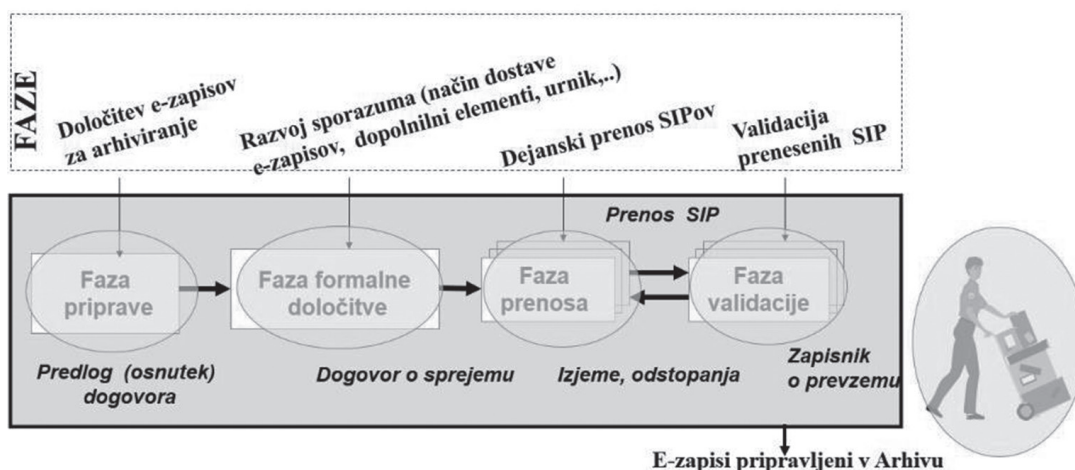 FAZE
Določitev e-zapisov
za arhiviranje
Razvoj sporazuma (način dostave
e-zapisov, dopolnilni elementi, urnik,..)
Dejanski prenos SIPov
Validacija
prenesenih SIP
Prenos SIP
Faza
priprave
Faza formalne
določitve
Faza
prenosa
Faza
validacije
Predlog (osnutek)
dogovora
Dogovor o sprejemu
Izjeme, odstopanja
Zapisnik
o prevzemu
E-zapisi pripravljeni v Arhivu